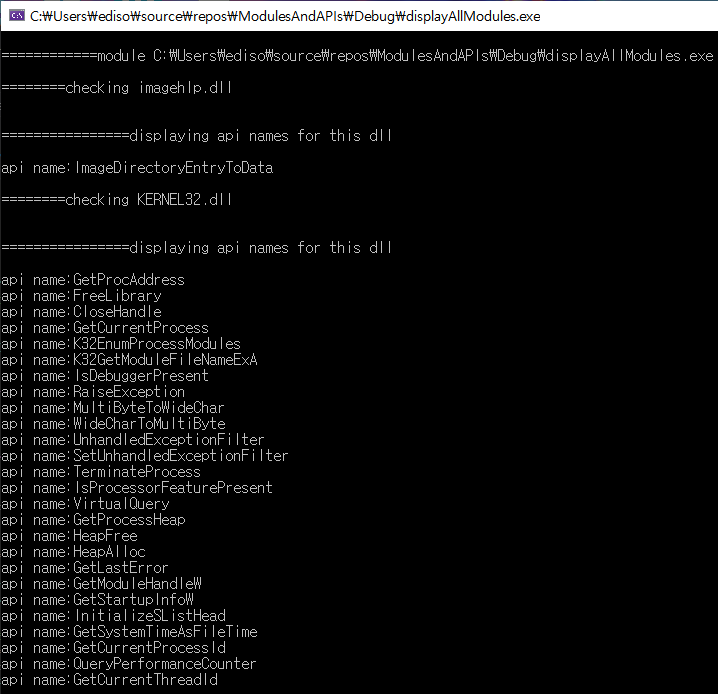 C:₩Users₩ediso₩source₩repos₩ModulesAndAPIs₩Debug₩displayAllModules.exe
============module C:₩Users₩ediso₩source₩repos₩ModulesAndAPIs₩Debug₩displayAllModules.exe
========checking imagehlp.dll
================displaying api names for this dll
api name:ImageDirectoryEntryToData
========checking KERNEL32.dll
================displaying api names for this dll
api name:GetProcAddress
api name:FreeLibrary
api name:CloseHandle
api name:GetCurrentProcess
api name:K32EnumProcessModules
api name:K32GetModuleFileNameExA
api name:IsDebuggerPresent
api name:RaiseException
api name:MultiByteToWideChar
api name:WideCharToMultiByte
api name:UnhandledExceptionFilter
api name:SetUnhandledExceptionFilter
api name:TerminateProcess
api name:IsProcessorFeaturePresent
api name:VirtualQuery
api name:GetProcessHeap
api name:HeapFree
api name:HeapAlloc
api name:GetLastError
api name:GetModuleHandleW
api name:GetStartupInfoW
api name:InitializeSListHead
api name:GetSystemTimeAsFileTime
api name:GetCurrentProcessId
api name:QueryPerformanceCounter
api name:GetCurrentThreadId